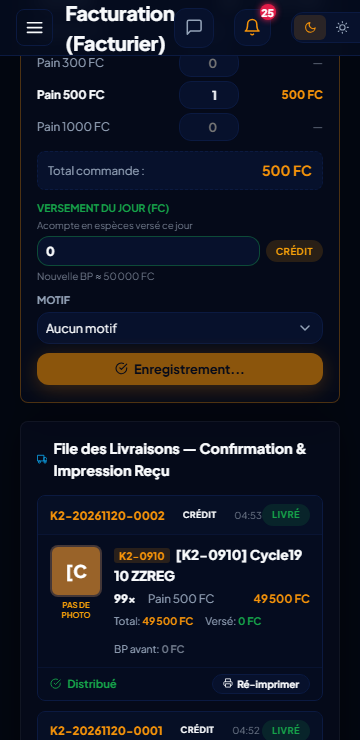 Facturation
(Facturier)
25
Pain 300 FC 0 —
Pain 500 FC 1 500 FC
Pain 1000 FC 0 —
Total commande : 500 FC
VERSEMENT DU JOUR (FC)
Acompte en espèces versé ce jour
0 CRÉDIT
Nouvelle BP ≈ 50 000 FC
MOTIF
Aucun motif
Enregistrement...
File des Livraisons — Confirmation &
Impression Reçu
K2-20261120-0002 CRÉDIT 04:53 LIVRÉ
[C
PAS DE
PHOTO
K2-0910 [K2-0910] Cycle19
10 ZZREG
99× Pain 500 FC 49 500 FC
Total: 49 500 FC Versé: 0 FC
BP avant: 0 FC
Distribué Ré-imprimer
K2-20261120-0001 CRÉDIT 04:52 LIVRÉ